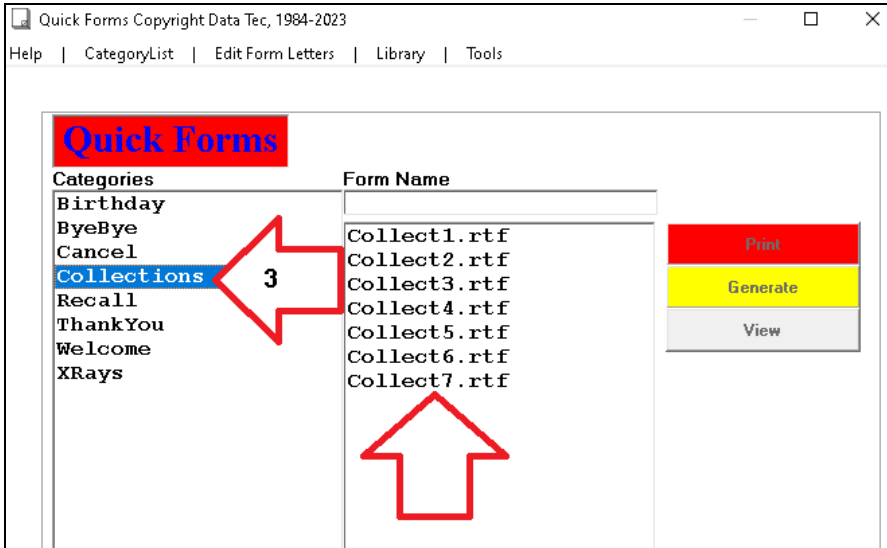 Quick Forms Copyright Data Tec, 1984-2023
Help | CategoryList | Edit Form Letters | Library | Tools
Quick Forms
Categories
Birthday
ByeBye
Cancel
Collections
Recall
ThankYou
Welcome
XRays
3
Form Name
Collect1.rtf
Collect2.rtf
Collect3.rtf
Collect4.rtf
Collect5.rtf
Collect6.rtf
Collect7.rtf
Print
Generate
View